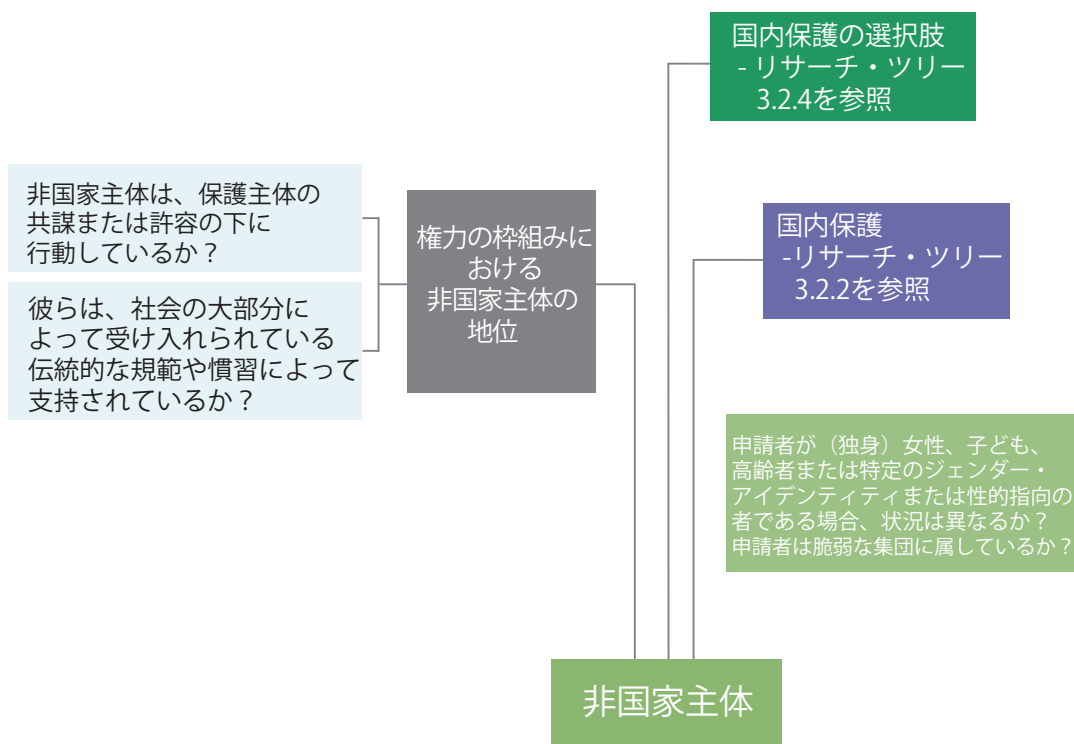 国内保護の選択肢
- リサーチ・ツリー
3.2.4を参照
非国家主体は、保護主体の
共謀または許容の下に
行動しているか？
彼らは、社会の大部分に
よって受け入れられている
伝統的な規範や慣習によって
支持されているか？
権力の枠組みに
おける
非国家主体の
地位
国内保護
-リサーチ・ツリー
3.2.2を参照
申請者が（独身）女性、子ども、
高齢者または特定のジェンダー・
アイデンティティまたは性的指向の
者である場合、状況は異なるか？
申請者は脆弱な集団に属しているか？
非国家主体